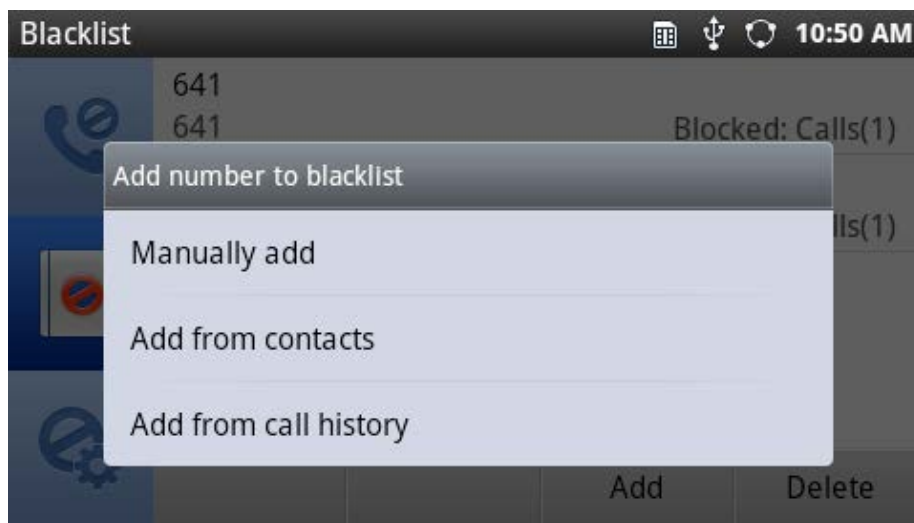 Blacklist 10:50 AM
641
641 Blocked: Calls(1)
Add number to blacklist
lls(1)
Manually add
Add from contacts
Add from call history
Add Delete